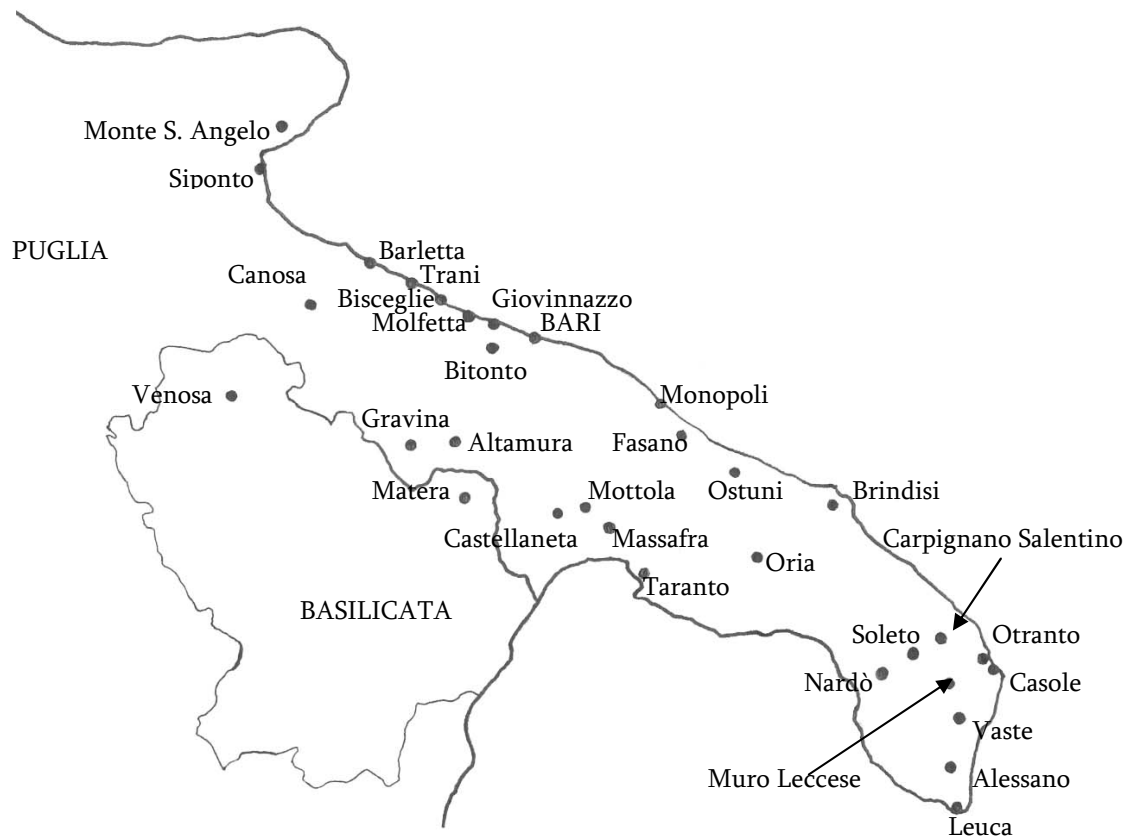 Monte S. Angelo
Siponto
PUGLIA
Barletta
Canosa
Trani
Bisceglie
Giovinnazzo
Molfetta
BARI
Bitonto
Venosa
Monopoli
Gravina
Altamura
Fasano
Matera
Mottola
Ostuni
Brindisi
Castellaneta
Massafra
Carpignano Salentino
Oria
Taranto
BASILICATA
Soleto
Otranto
Nardò
Casole
Vaste
Muro Leccese
Alessano
Leuca